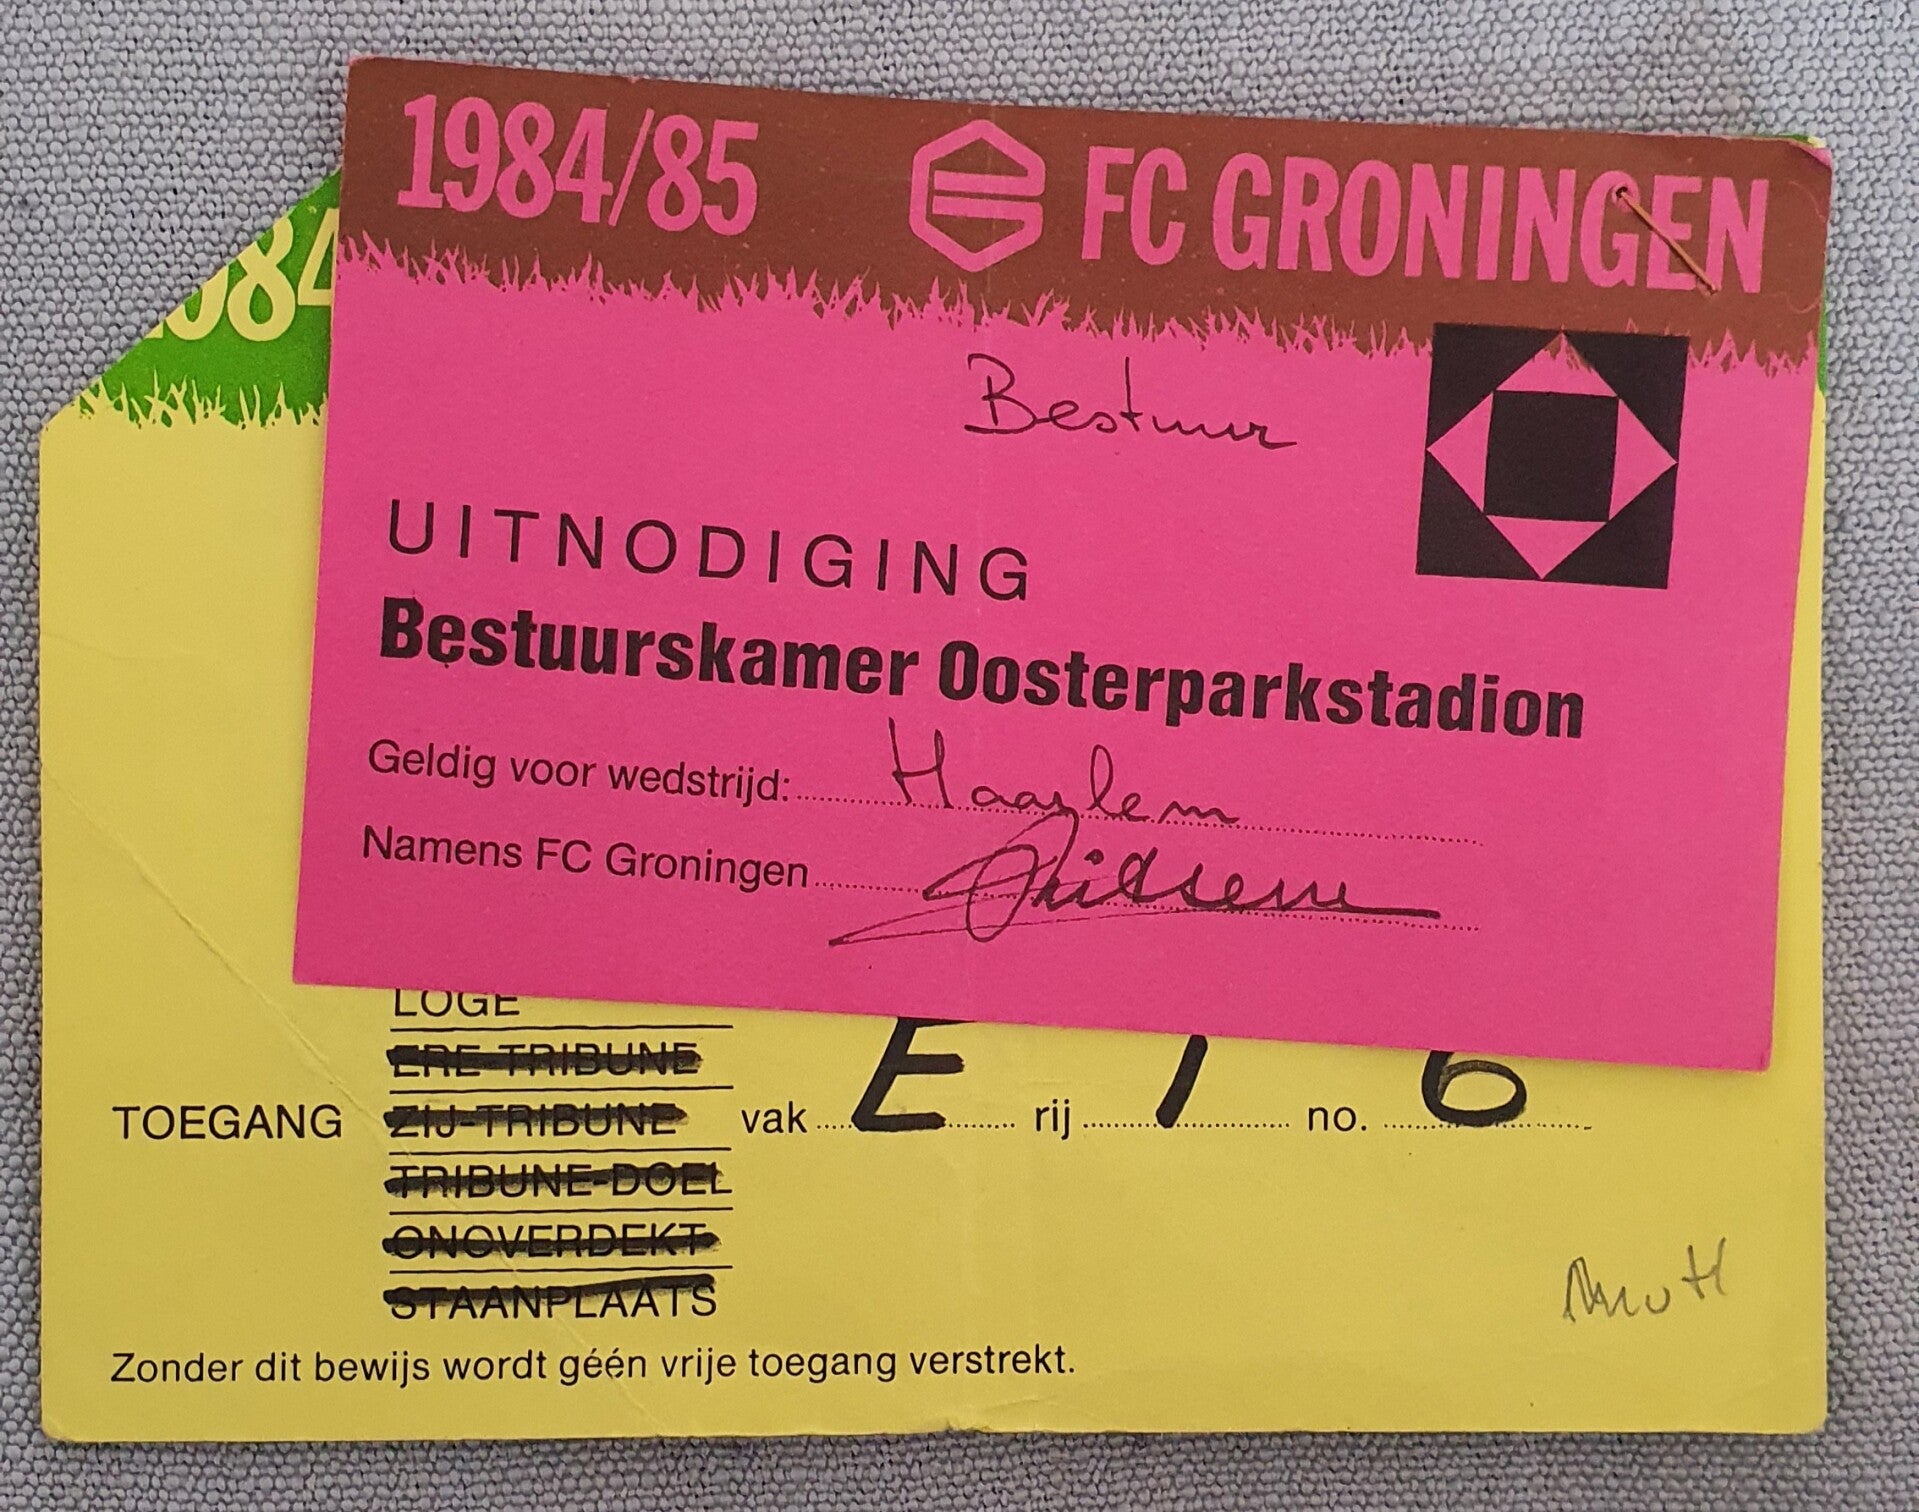 1984/85 FC GRONINGEN
Bestuur
UITNODIGING
Bestuurskamer Oosterparkstadion
Geldig voor wedstrijd: Haarlem
Namens FC Groningen
984
LOGE
ERE-TRIBUNE
TOEGANG ZIJ-TRIBUNE vak E rij 1 no. 6
TRIBUNE-DOEL
ONOVERDEKT
STAANPLAATS
Zonder dit bewijs wordt géén vrije toegang verstrekt.